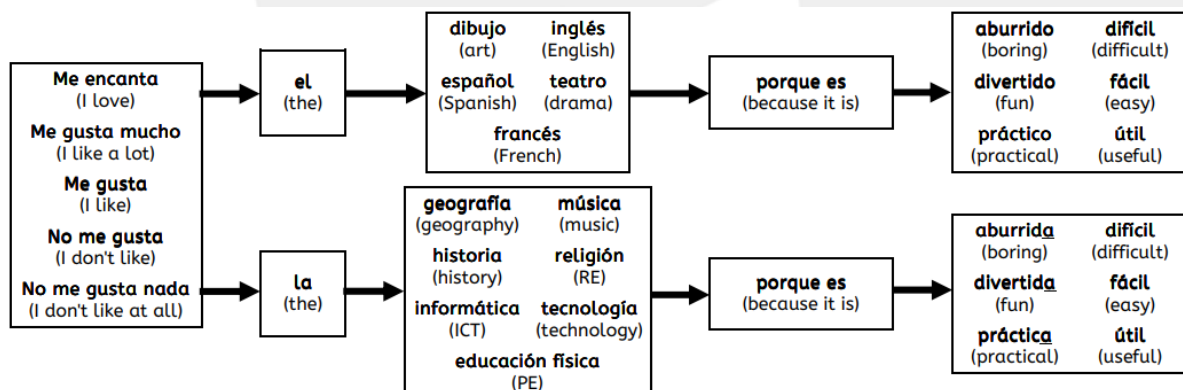 Me encanta
(I love)
Me gusta mucho
(I like a lot)
Me gusta
(I like)
No me gusta
(I don't like)
No me gusta nada
(I don't like at all)
el
(the)
dibujo inglés
(art) (English)
español teatro
(Spanish) (drama)
francés
(French)
porque es
(because it is)
aburrido difícil
(boring) (difficult)
divertido fácil
(fun) (easy)
práctico útil
(practical) (useful)
la
(the)
geografía música
(geography) (music)
historia religión
(history) (RE)
informática tecnología
(ICT) (technology)
educación física
(PE)
porque es
(because it is)
aburrida difícil
(boring) (difficult)
divertida fácil
(fun) (easy)
práctica útil
(practical) (useful)